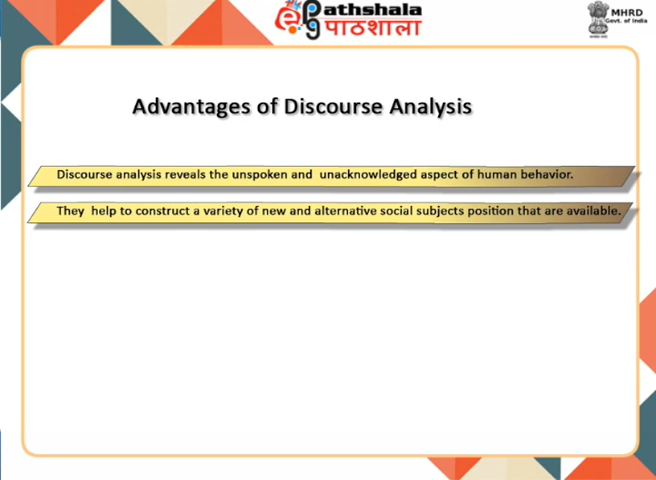 ePG Pathshala
पाठशाला
MHRD
Govt. of India
Advantages of Discourse Analysis
Discourse analysis reveals the unspoken and unacknowledged aspect of human behavior.
They help to construct a variety of new and alternative social subjects position that are available.